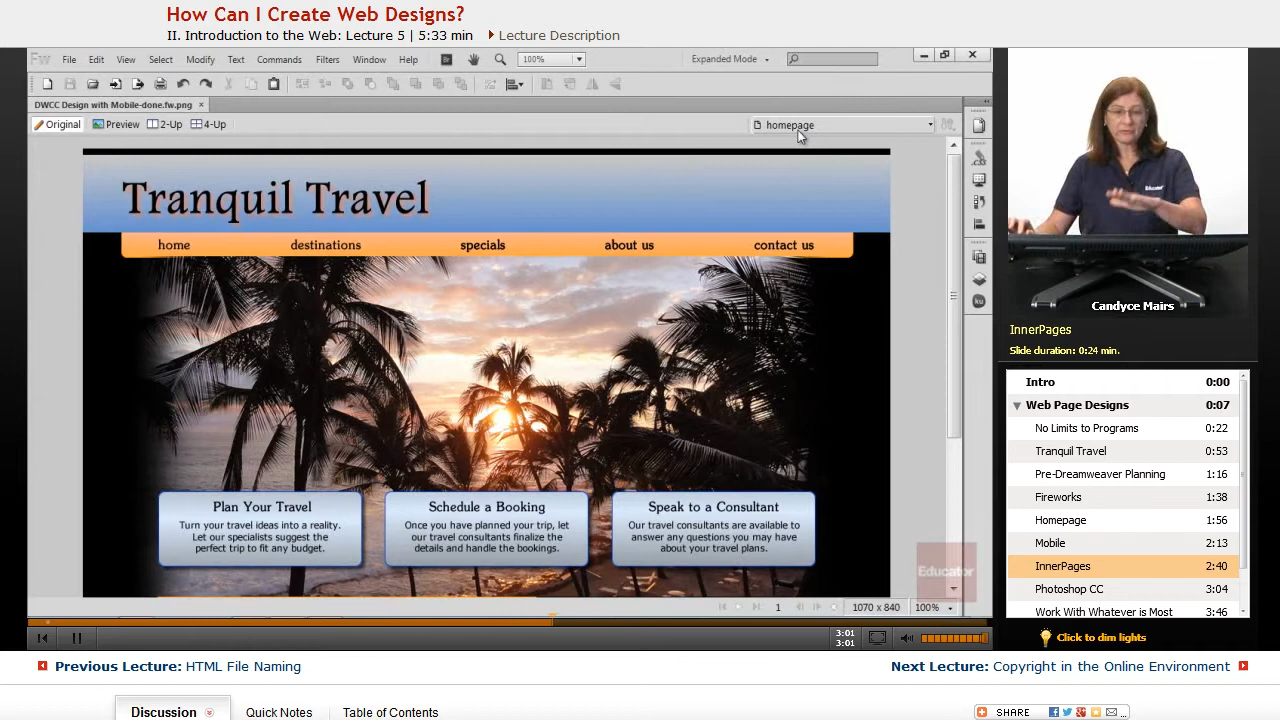 How Can I Create Web Designs?
II. Introduction to the Web: Lecture 5 | 5:33 min
Lecture Description
Fw File Edit View Select Modify Text Commands Filters Window Help 100% Expanded Mode
DWCC Design with Mobile-done.fw.png ×
Original Preview 2-Up 4-Up homepage
Tranquil Travel
home destinations specials about us contact us
Plan Your Travel
Turn your travel ideas into a reality.
Let our specialists suggest the
perfect trip to fit any budget.
Schedule a Booking
Once you have planned your trip, let
our travel consultants finalize the
details and handle the bookings.
Speak to a Consultant
Our travel consultants are available to
answer any questions you may have
about your travel plans.
Educator
1 1070 x 840 100%
3:01
3:01
Educator
Candyce Mairs
InnerPages
Slide duration: 0:24 min.
Intro 0:00
Web Page Designs 0:07
No Limits to Programs 0:22
Tranquil Travel 0:53
Pre-Dreamweaver Planning 1:16
Fireworks 1:38
Homepage 1:56
Mobile 2:13
InnerPages 2:40
Photoshop CC 3:04
Work With Whatever is Most 3:46
Click to dim lights
Previous Lecture: HTML File Naming
Next Lecture: Copyright in the Online Environment
Discussion Quick Notes Table of Contents
SHARE